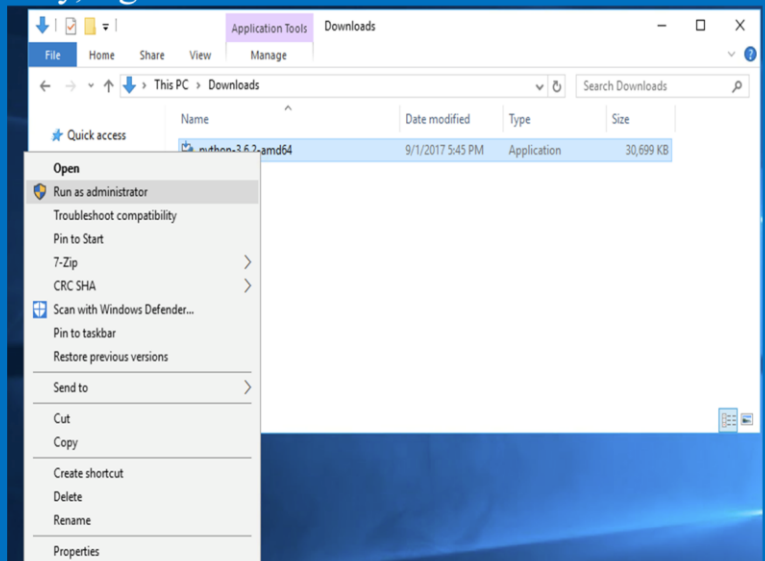 Application Tools Downloads
File Home Share View Manage
This PC > Downloads
Search Downloads
Name Date modified Type Size
Quick access
python-3.6.2-amd64 9/1/2017 5:45 PM Application 30,699 KB
Open
Run as administrator
Troubleshoot compatibility
Pin to Start
7-Zip
CRC SHA
Scan with Windows Defender...
Pin to taskbar
Restore previous versions
Send to
Cut
Copy
Create shortcut
Delete
Rename
Properties